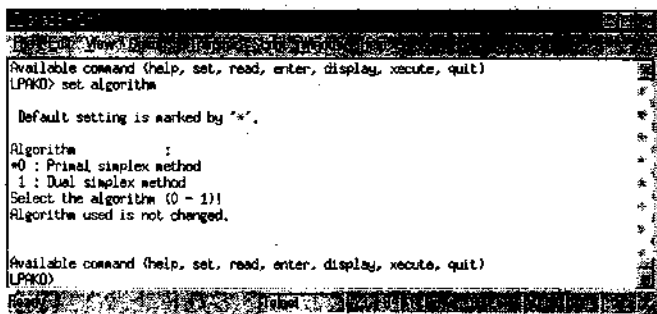 View
Available command (help, set, read, enter, display, xecute, quit)
LPAKO> set algorithm
Default setting is marked by "*".
Algorithm :
*0 : Primal simplex method
1 : Dual simplex method
Select the algorithm (0 - 1)!
Algorithm used is not changed.
Available command (help, set, read, enter, display, xecute, quit)
LPAKO>
Ready